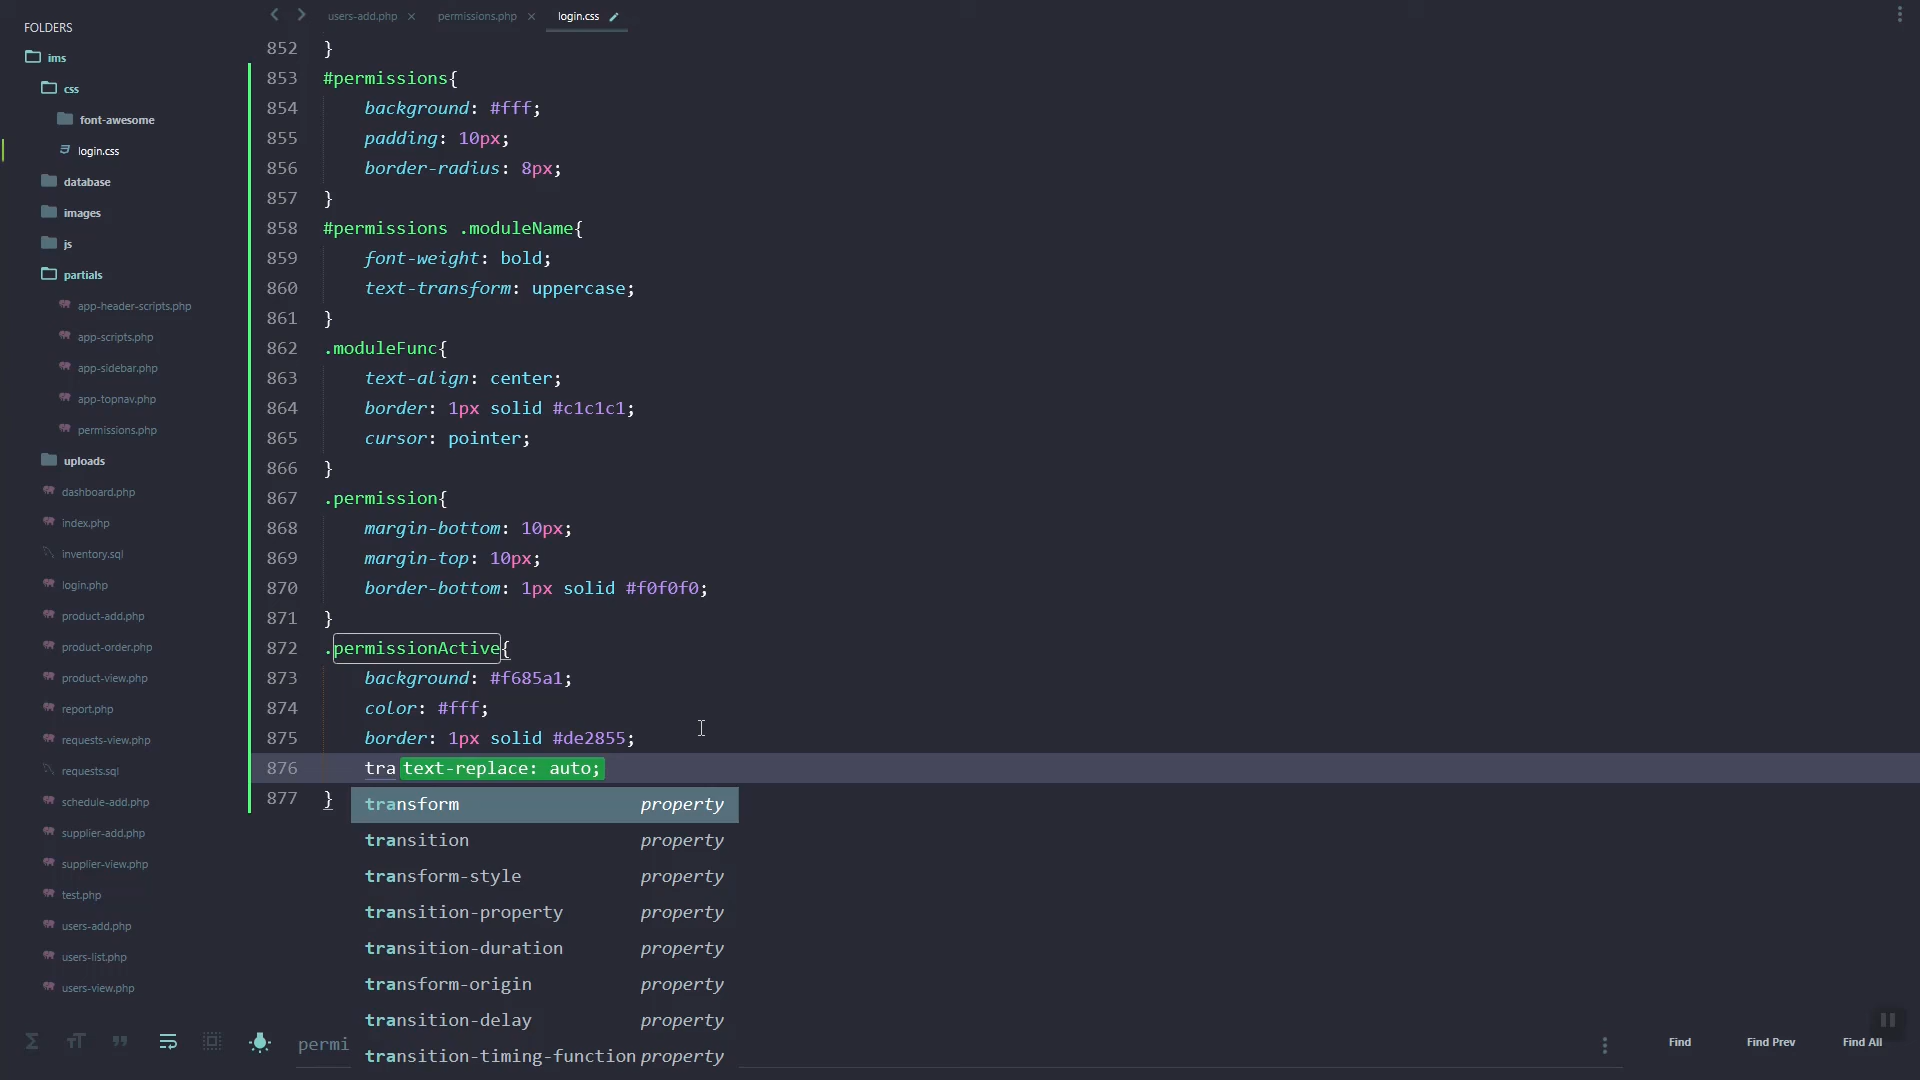 FOLDERS
ims
css
font-awesome
login.css
database
images
js
partials
app-header-scripts.php
app-scripts.php
app-sidebar.php
app-topnav.php
permissions.php
uploads
dashboard.php
index.php
inventory.sql
login.php
product-add.php
product-order.php
product-view.php
report.php
requests-view.php
requests.sql
schedule-add.php
supplier-add.php
supplier-view.php
test.php
users-add.php
users-list.php
users-view.php
users-add.php × permissions.php × login.css
852 }
853 #permissions{
854 background: #fff;
855 padding: 10px;
856 border-radius: 8px;
857 }
858 #permissions .moduleName{
859 font-weight: bold;
860 text-transform: uppercase;
861 }
862 .moduleFunc{
863 text-align: center;
864 border: 1px solid #c1c1c1;
865 cursor: pointer;
866 }
867 .permission{
868 margin-bottom: 10px;
869 margin-top: 10px;
870 border-bottom: 1px solid #f0f0f0;
871 }
872 .permissionActive{
873 background: #f685a1;
874 color: #fff;
875 border: 1px solid #de2855;
876 tra text-replace: auto;
877 }
transform property
transition property
transform-style property
transition-property property
transition-duration property
transform-origin property
transition-delay property
transition-timing-function property
permi
Find Find Prev Find All